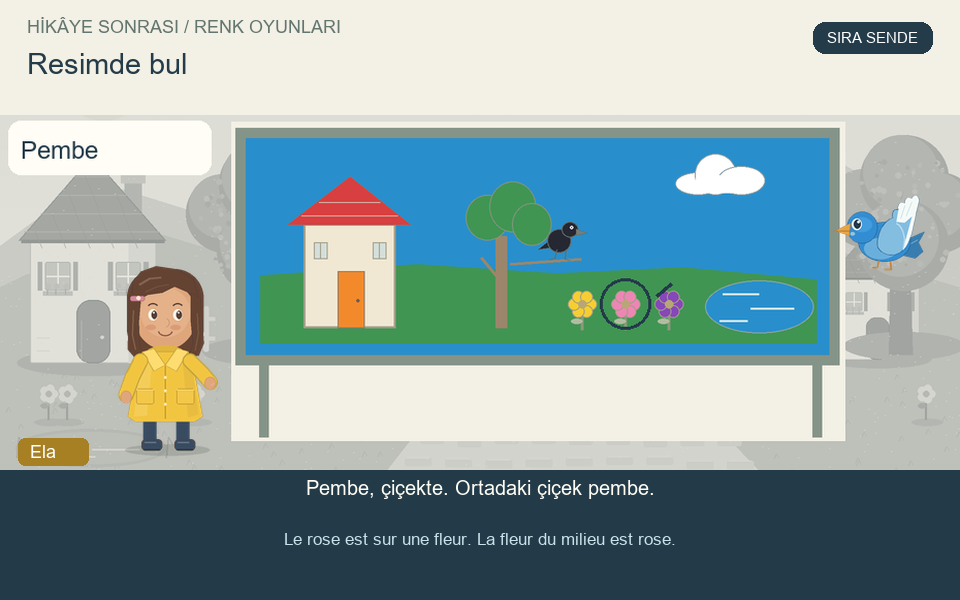 HİKÂYE SONRASI / RENK OYUNLARI
SIRA SENDE
Resimde bul
Pembe
Ela
Pembe, çiçekte. Ortadaki çiçek pembe.
Le rose est sur une fleur. La fleur du milieu est rose.